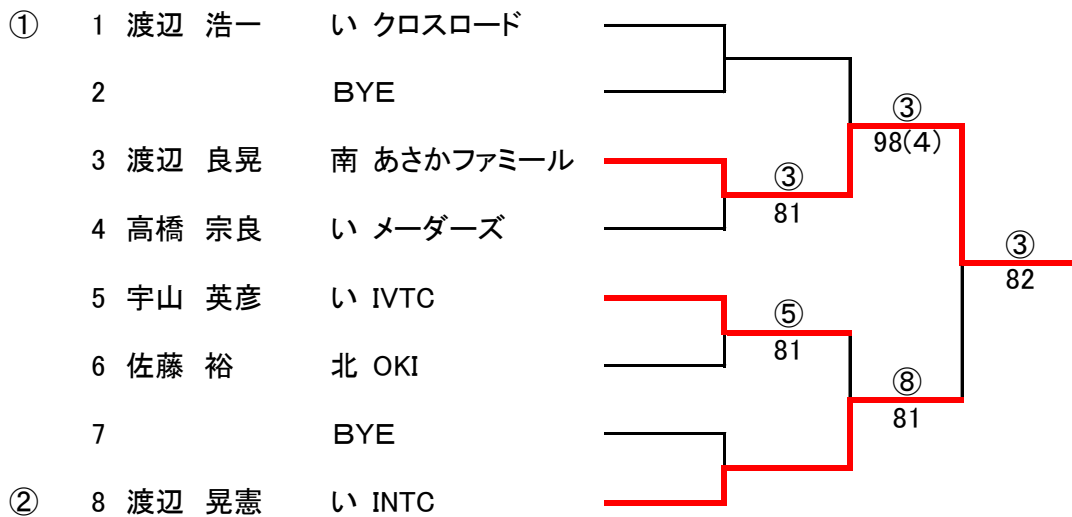 ① 1 渡辺 浩一 い クロスロード
2 BYE
③
98(4)
3 渡辺 良晃 南 あさかファミール
③
81
4 高橋 宗良 い メーダーズ
③
82
5 宇山 英彦 い IVTC
⑤
81
6 佐藤 裕 北 OKI
⑧
81
7 BYE
② 8 渡辺 晃憲 い INTC